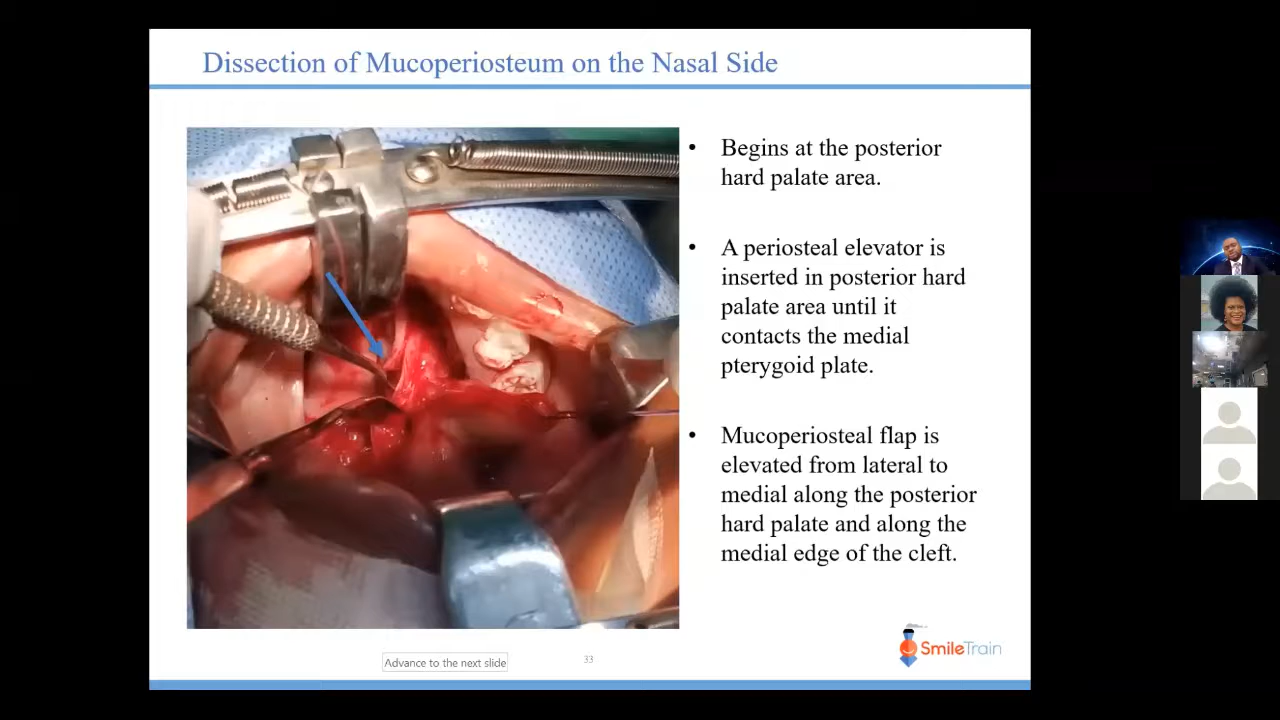 Dissection of Mucoperiosteum on the Nasal Side
• Begins at the posterior
hard palate area.
• A periosteal elevator is
inserted in posterior hard
palate area until it
contacts the medial
pterygoid plate.
• Mucoperiosteal flap is
elevated from lateral to
medial along the posterior
hard palate and along the
medial edge of the cleft.
SmileTrain
Advance to the next slide
33